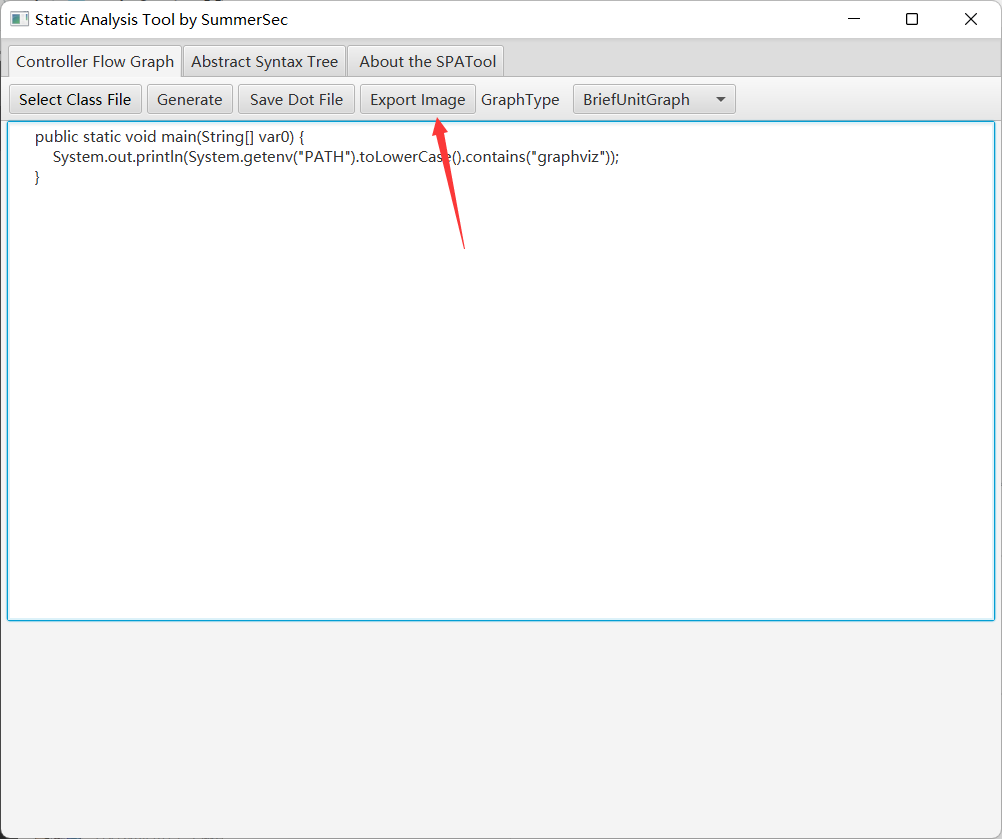 Static Analysis Tool by SummerSec
Controller Flow Graph Abstract Syntax Tree About the SPATool
Select Class File Generate Save Dot File Export Image GraphType BriefUnitGraph
public static void main(String[] var0) {
System.out.println(System.getenv("PATH").toLowerCase().contains("graphviz"));
}